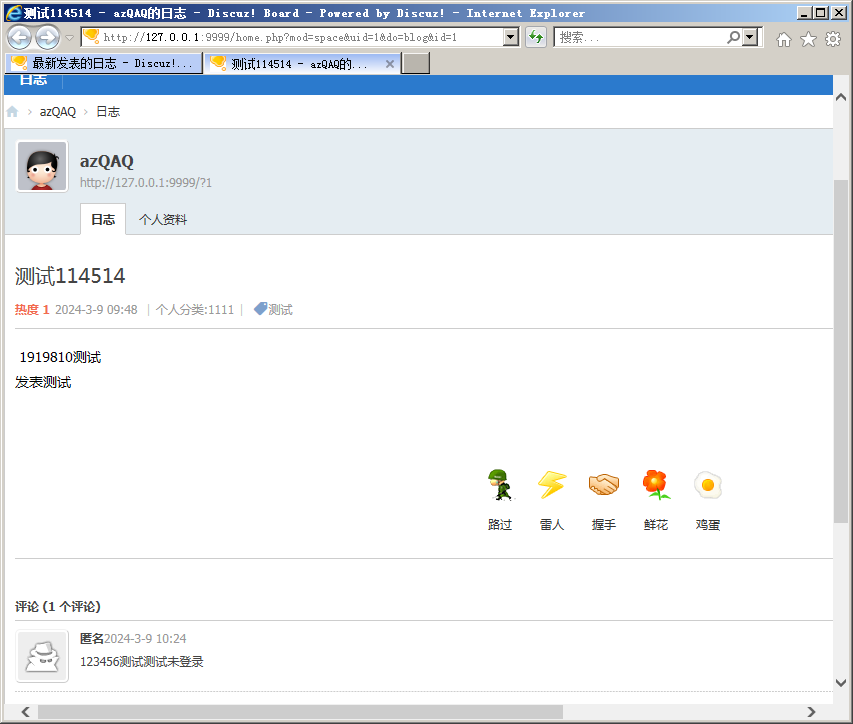 测试114514 - azQAQ的日志 - Discuz! Board - Powered by Discuz! - Internet Explorer
http://127.0.0.1:9999/home.php?mod=space&uid=1&do=blog&id=1
搜索...
最新发表的日志 - Discuz!...
测试114514 - azQAQ的...
日志
azQAQ › 日志
azQAQ
http://127.0.0.1:9999/?1
日志 个人资料
测试114514
热度 1 2024-3-9 09:48 | 个人分类:1111 | 测试
1919810测试
发表测试
路过 雷人 握手 鲜花 鸡蛋
评论 (1 个评论)
匿名2024-3-9 10:24
123456测试测试未登录